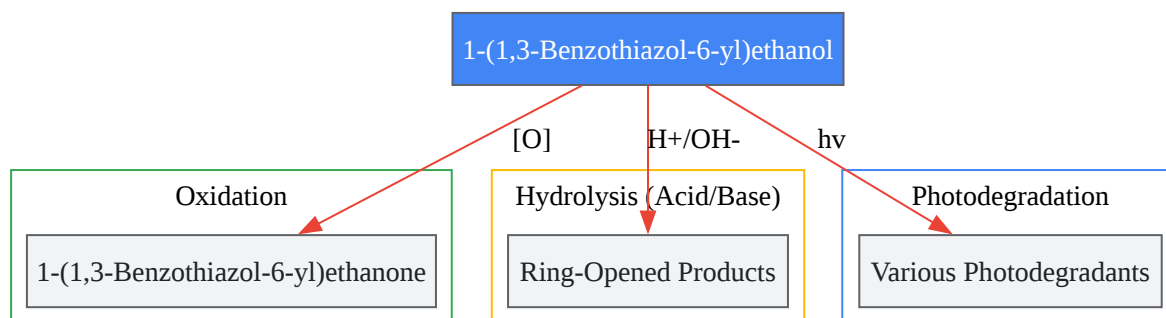 1-(1,3-Benzothiazol-6-yl)ethanol
[O]
H+/OH-
hv
Oxidation
Hydrolysis (Acid/Base)
Photodegradation
1-(1,3-Benzothiazol-6-yl)ethanone
Ring-Opened Products
Various Photodegradants